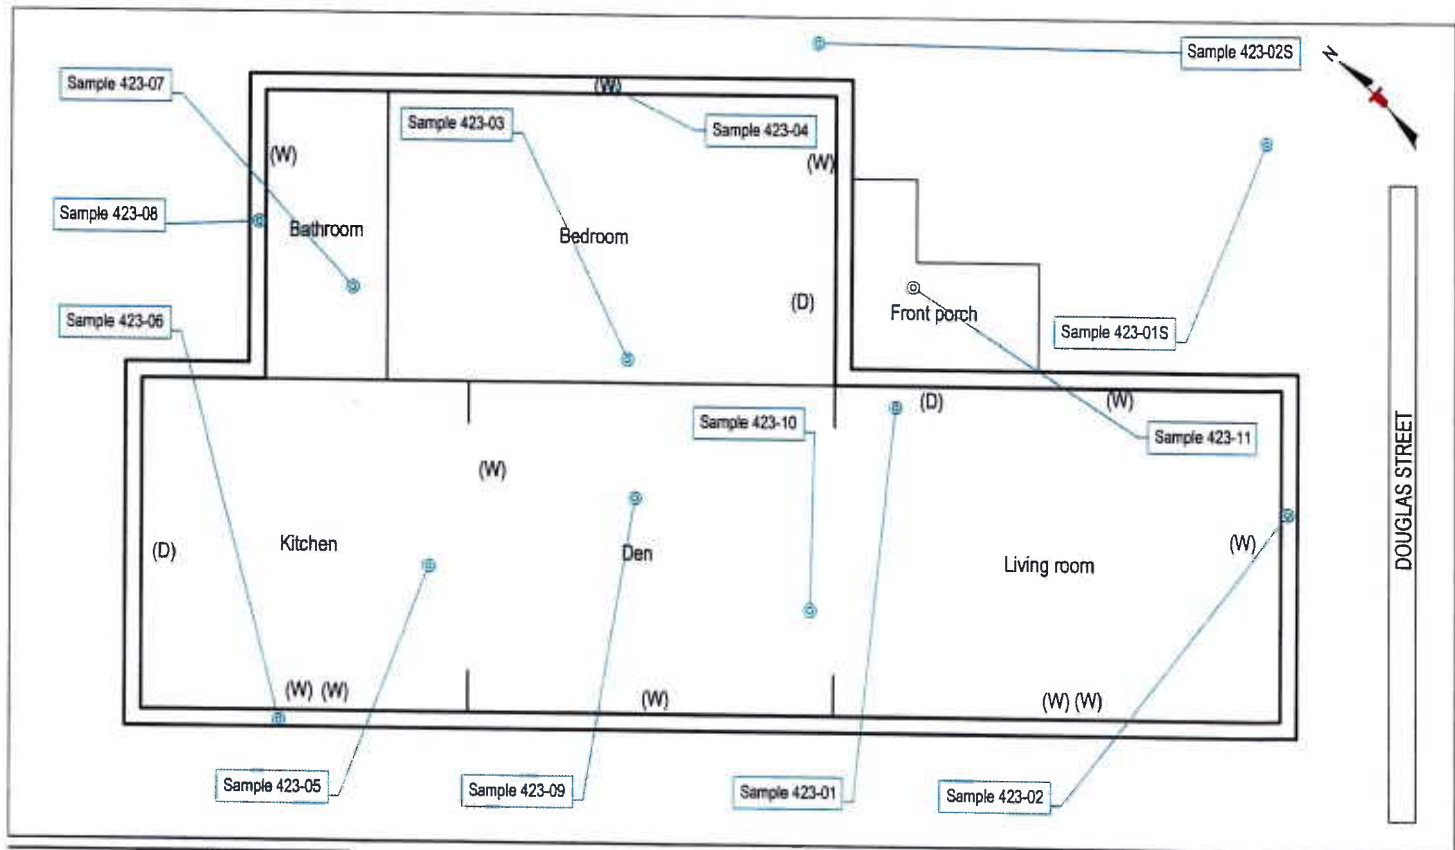 Sample 423-02S
N
Sample 423-07
(W)
Sample 423-03
Sample 423-04
(W)
(W)
Sample 423-08
Bathroom
Bedroom
(D)
Front porch
Sample 423-06
Sample 423-01S
(D)
(W)
Sample 423-10
Sample 423-11
(W)
DOUGLAS STREET
(D)
Kitchen
Den
(W)
Living room
(W) (W)
(W)
(W) (W)
Sample 423-05
Sample 423-09
Sample 423-01
Sample 423-02